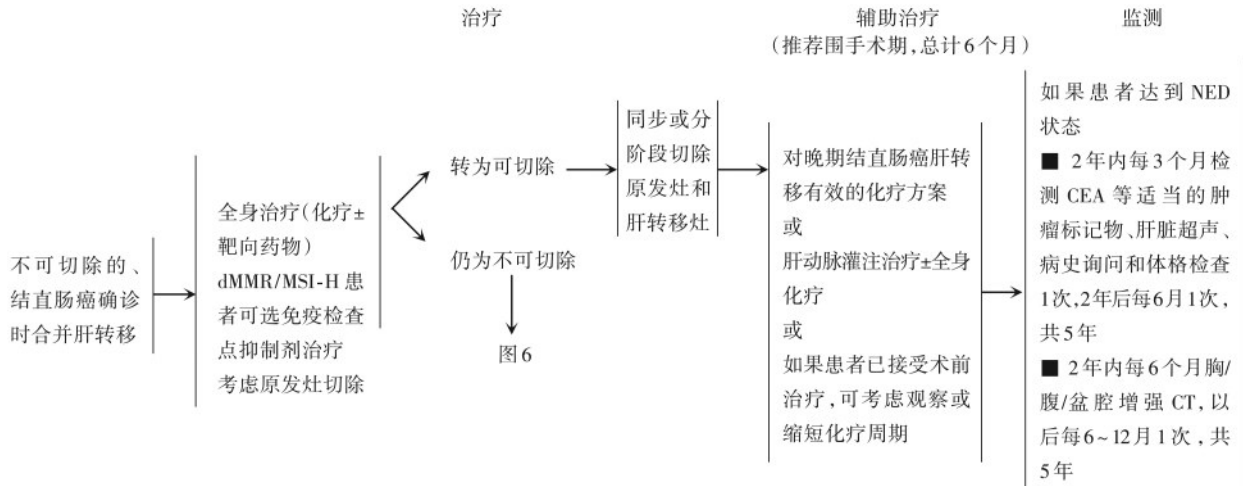 治疗
辅助治疗
(推荐围手术期,总计6个月)
监测
不可切除的、
结直肠癌确诊
时合并肝转移
全身治疗(化疗±
靶向药物)
dMMR/MSI-H 患
者可选免疫检查
点抑制剂治疗
考虑原发灶切除
转为可切除
仍为不可切除
图6
同步或分
阶段切除
原发灶和
肝转移灶
对晚期结直肠癌肝转
移有效的化疗方案
或
肝动脉灌注治疗±全身
化疗
或
如果患者已接受术前
治疗,可考虑观察或
缩短化疗周期
如果患者达到 NED
状态
■ 2年内每3个月检
测 CEA 等适当的肿
瘤标记物、肝脏超声、
病史询问和体格检查
1次,2年后每6月1次,
共5年
■ 2年内每6个月胸/
腹/盆腔增强 CT,以
后每6~12月1次,共
5年